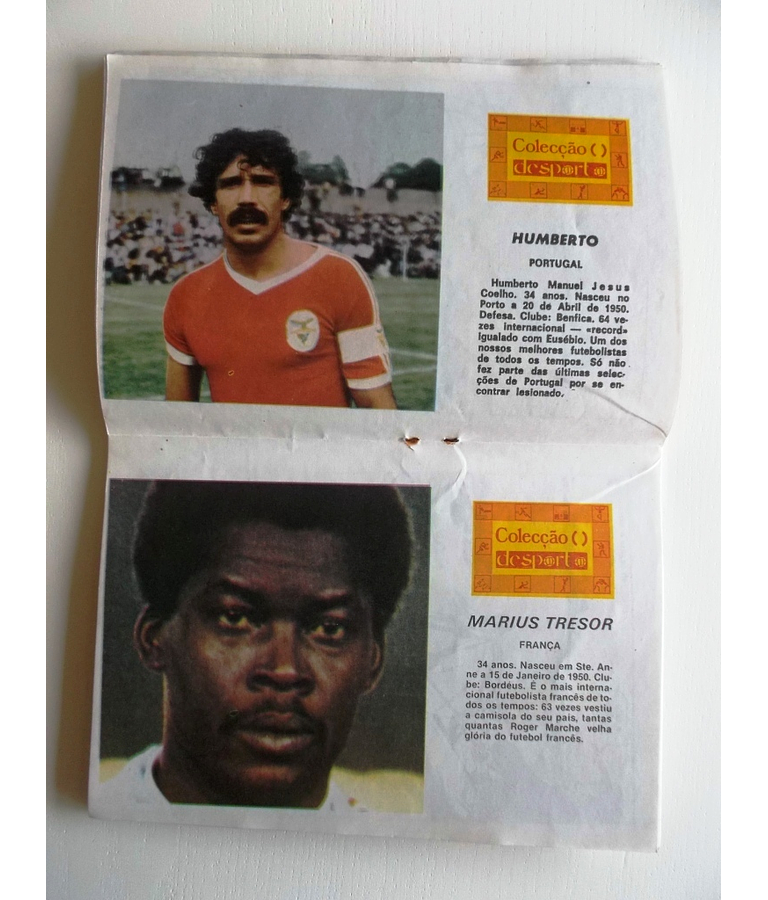 Colecção ()
desporto
HUMBERTO
PORTUGAL
Humberto Manuel Jesus
Coelho. 34 anos. Nasceu no
Porto a 20 de Abril de 1950.
Defesa. Clube: Benfica. 64 ve-
zes internacional — «record»
igualado com Eusébio. Um dos
nossos melhores futebolistas
de todos os tempos. Só não
fez parte das últimas selec-
ções de Portugal por se en-
contrar lesionado.
Colecção ()
desporto
MARIUS TRESOR
FRANÇA
34 anos. Nasceu em Ste. An-
ne a 15 de Janeiro de 1950. Clu-
be: Bordéus. É o mais interna-
cional futebolista francês de to-
dos os tempos: 63 vezes vestiu
a camisola do seu país, tantas
quantas Roger Marche velha
glória do futebol francês.